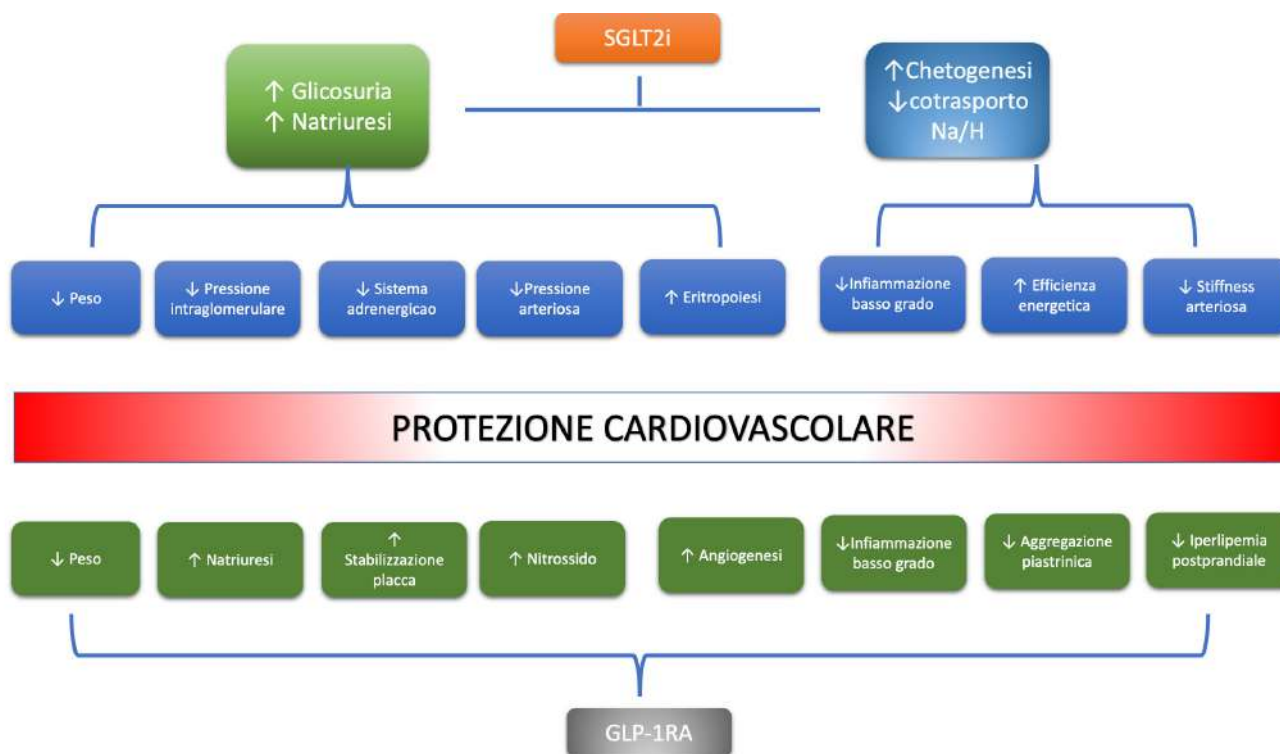 SGLT2i
↑ Glicosuria
↑ Natriuresi
↑Chetogenesi
↓cotrasporto
Na/H
↓ Peso
↓ Pressione
intraglomerulare
↓ Sistema
adrenergicao
↓Pressione
arteriosa
↑ Eritropoiesi
↓Infiammazione
basso grado
↑ Efficienza
energetica
↓ Stiffness
arteriosa
PROTEZIONE CARDIOVASCOLARE
↓ Peso
↑ Natriuresi
↑
Stabilizzazione
placca
↑ Nitrossido
↑ Angiogenesi
↓Infiammazione
basso grado
↓ Aggregazione
piastrinica
↓ Iperlipemia
postprandiale
GLP-1RA